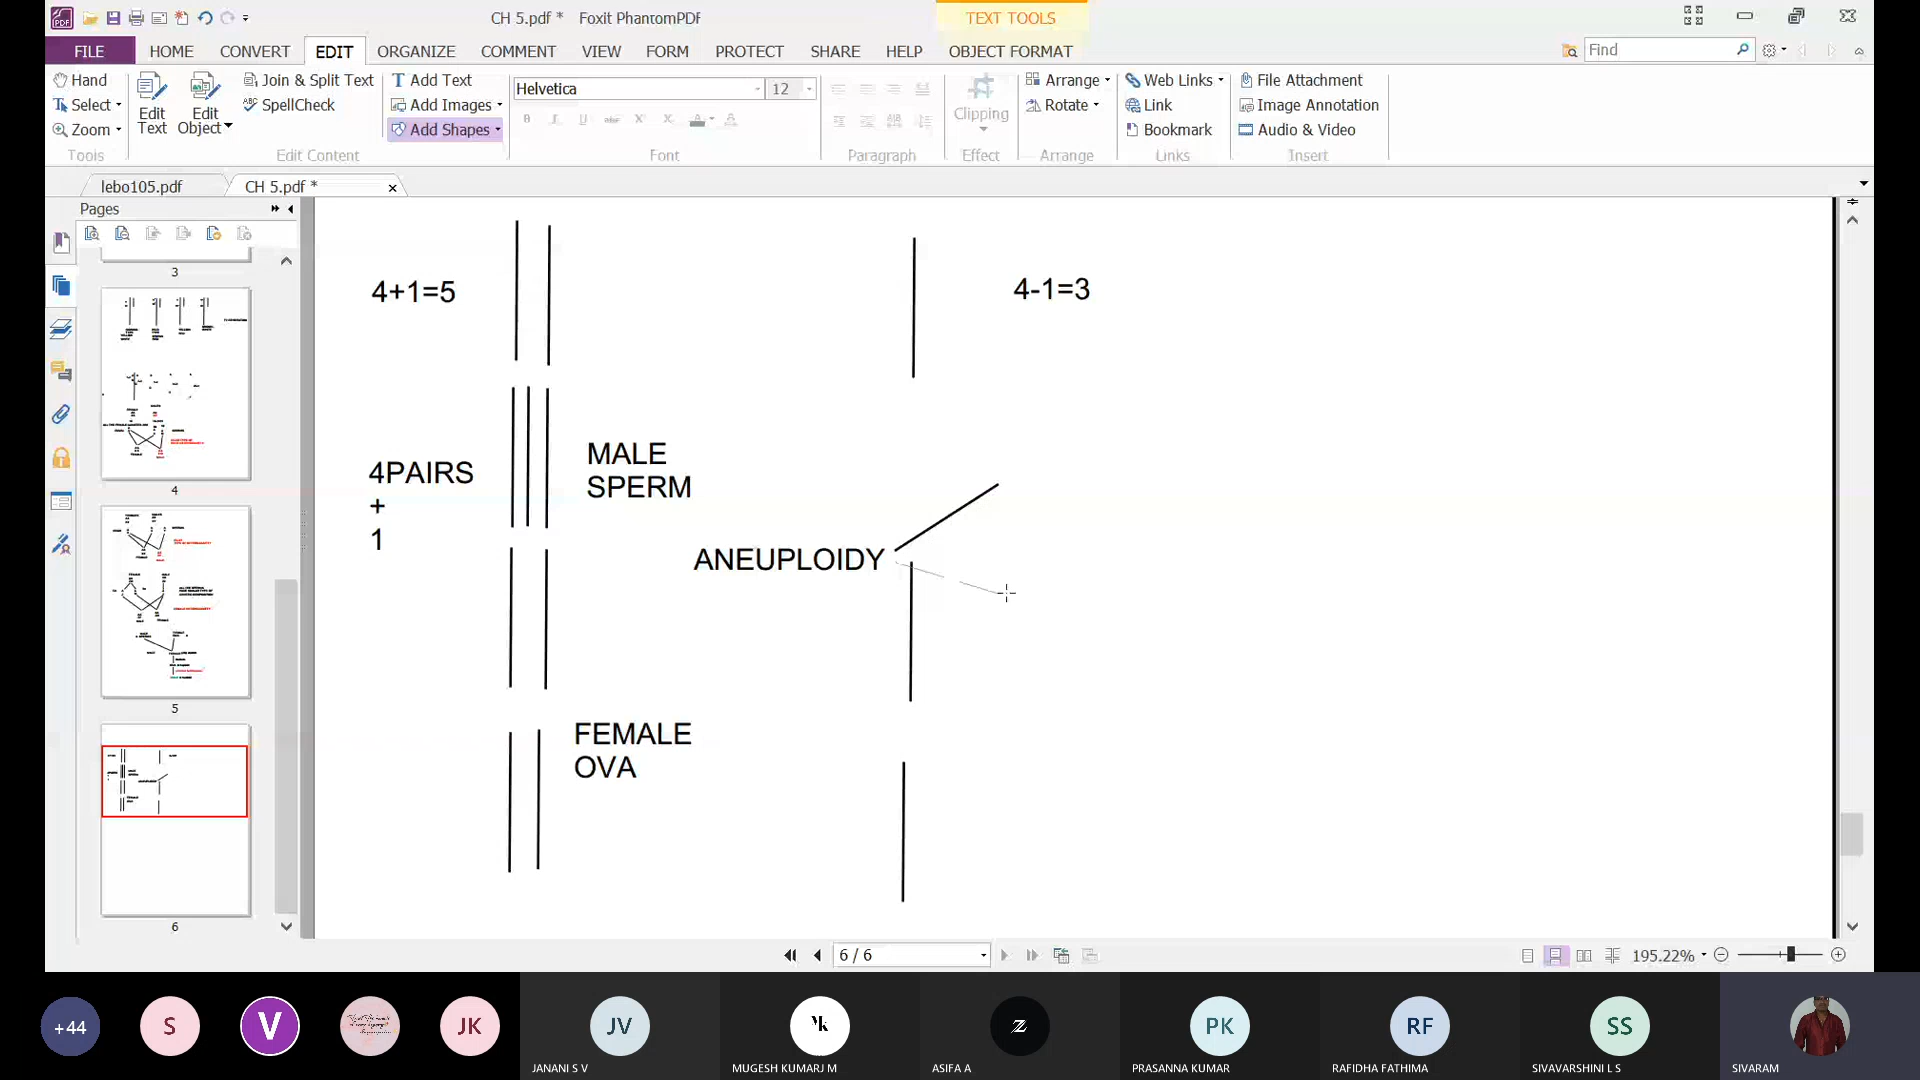 CH 5.pdf * Foxit PhantomPDF
TEXT TOOLS
FILE HOME CONVERT EDIT ORGANIZE COMMENT VIEW FORM PROTECT SHARE HELP OBJECT FORMAT
Find
Hand
Select
Zoom
Tools
Edit Text
Edit Object
Join & Split Text
SpellCheck
Edit Content
Add Text
Add Images
Add Shapes
Helvetica 12
Font
Paragraph
Clipping
Effect
Arrange
Rotate
Arrange
Web Links
Link
Bookmark
Links
File Attachment
Image Annotation
Audio & Video
Insert
lebo105.pdf CH 5.pdf *
Pages
3
4
5
6
4+1=5
4-1=3
4PAIRS
+
1
MALE
SPERM
ANEUPLOIDY
FEMALE
OVA
6 / 6
195.22%
+44
S
V
JK
JV
PK
RF
SS
JANANI S V
MUGESH KUMARJ M
ASIFA A
PRASANNA KUMAR
RAFIDHA FATHIMA
SIVAVARSHINI L S
SIVARAM